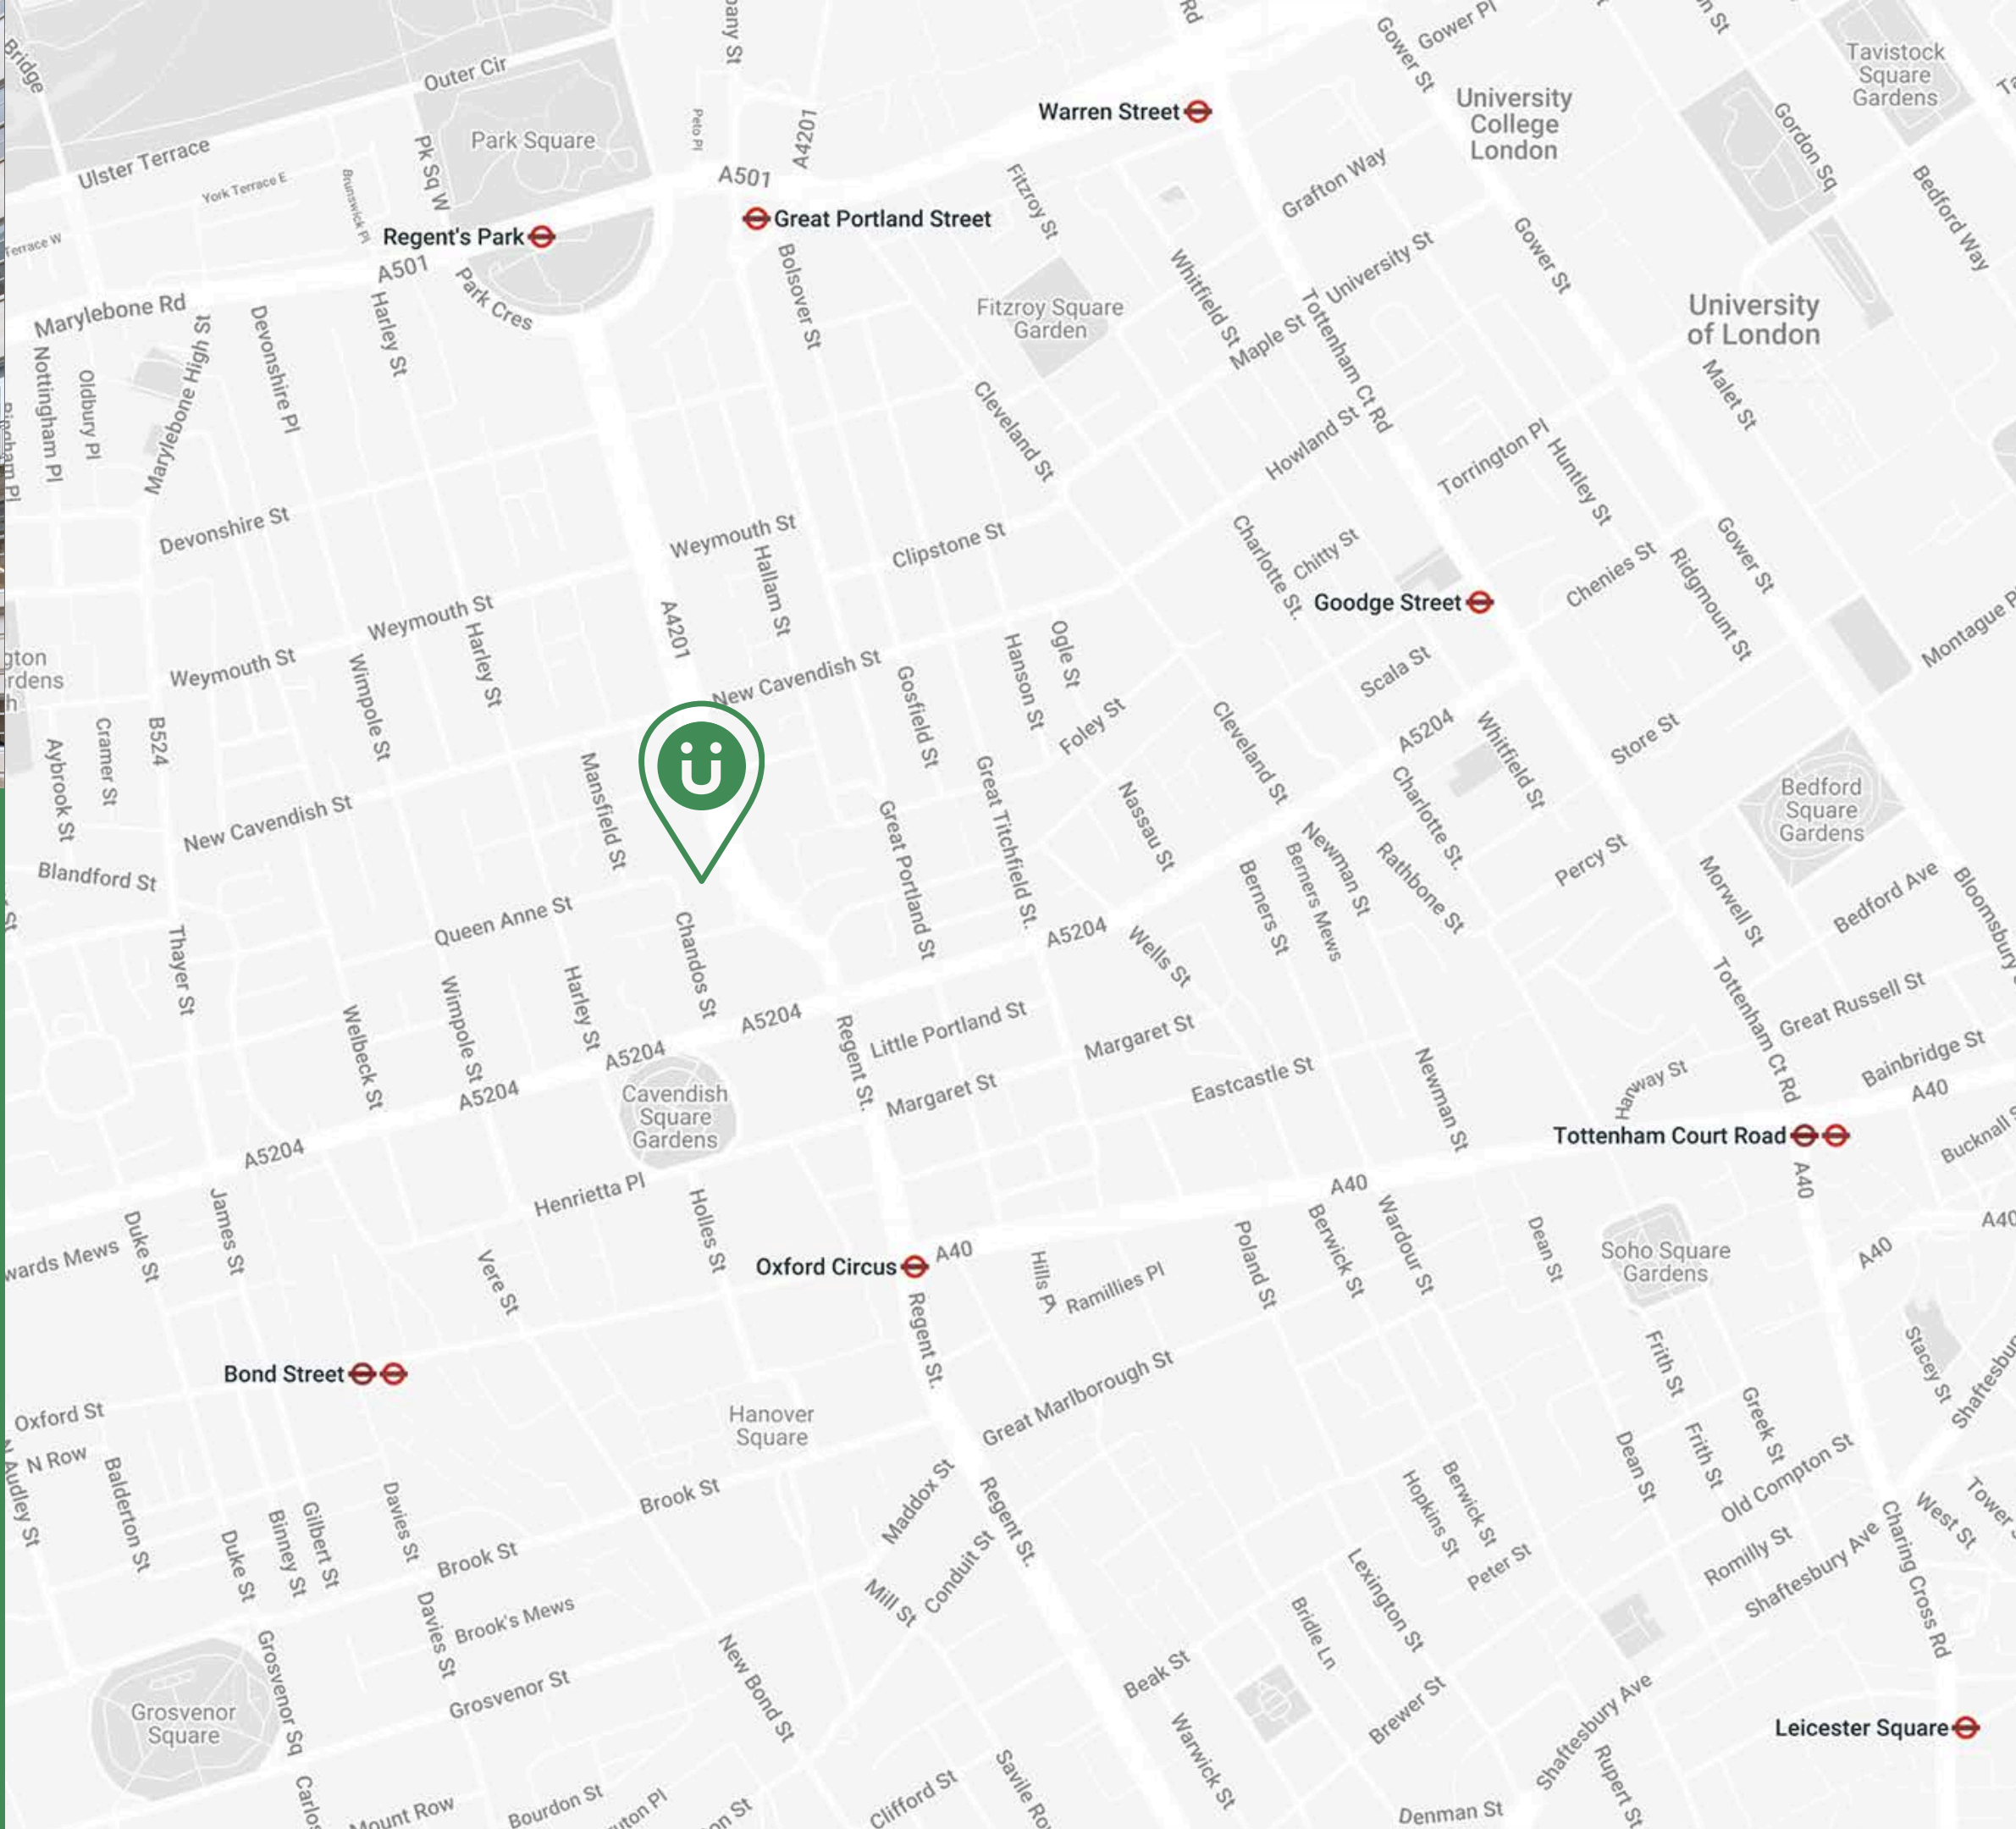 Bridge
Outer Cir
Gower St
Gower Pl
Rd
Tavistock
Square
Gardens
University
College
London
Warren Street
Gordon Sq
Park Square
Pk Sq W
Peto Pl
A4201
Ulster Terrace
York Terrace E
Brunswick Pl
A501
Fitzroy St
Grafton Way
Bedford Way
Great Portland Street
Regent's Park
Terrace W
A501
Park Cres
Bolsover St
Whitfield St
University St
Gower St
Marylebone Rd
Harley St
Fitzroy Square
Garden
Maple St
Tottenham Ct Rd
University
of London
Nottingham Pl
Oldbury Pl
Marylebone High St
Devonshire Pl
Cleveland St
Howland St
Torrington Pl
Huntley St
Malet St
Devonshire St
Weymouth St
Hallam St
Clipstone St
Charlotte St.
Chitty St
Goodge Street
Chenies St
Ridgmount St
Gower St
Weymouth St
Harley St
A4201
Hanson St
Ogle St
Weymouth St
Wimpole St
New Cavendish St
Gosfield St
Foley St
Scala St
B524
Cramer St
Aybrook St
Mansfield St
ü
Great Titchfield St.
Nassau St
Cleveland St
A5204
Whitfield St
Store St
New Cavendish St
Great Portland St
Charlotte St.
Newman St
Berners Mews
Berners St
Rathbone St
Percy St
Bedford
Square
Gardens
Blandford St
Queen Anne St
Chandos St
A5204
Wells St
Morwell St
Bedford Ave
Bloomsbury
Thayer St
Welbeck St
Wimpole St
Harley St
A5204
Regent St.
Little Portland St
Margaret St
Tottenham Ct Rd
Great Russell St
A5204
A5204
Cavendish
Square
Gardens
Margaret St
Eastcastle St
Newman St
Hanway St
Bainbridge St
A40
Tottenham Court Road
Bucknall
A5204
James St
Duke St
Henrietta Pl
Holles St
A40
A40
A40
Vere St
Oxford Circus
A40
Hills Pl
Ramillies Pl
Poland St
Berwick St
Wardour St
Dean St
Soho Square
Gardens
A40
Bond Street
Regent St.
Great Marlborough St
Frith St
Stacey St
Oxford St
N Row
N Audley St
Balderton St
Hanover
Square
Greek St
Frith St
Dean St
Old Compton St
Brook St
Maddox St
Regent St.
Hopkins St
Berwick St
Peter St
Romilly St
Shaftesbury Ave
Charing Cross Rd
West St
Tower
Duke St
Binney St
Gilbert St
Davies St
Brook St
Davies St
Brook's Mews
Mill St
Conduit St
Lexington St
Bridle Ln
Grosvenor
Square
Grosvenor Sq
Grosvenor St
New Bond St
Beak St
Warwick St
Brewer St
Shaftesbury Ave
Rupert St
Leicester Square
Mount Row
Bourdon St
Clifford St
Denman St